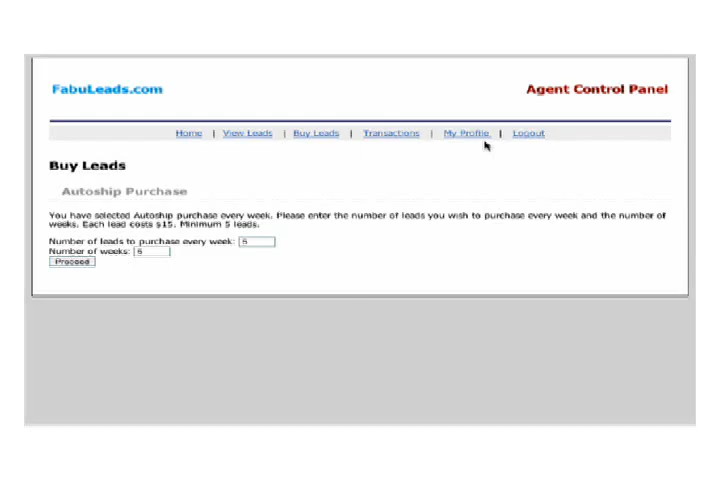 FabuLeads.com
Agent Control Panel
Home | View Leads | Buy Leads | Transactions | My Profile | Logout
Buy Leads
Autoship Purchase
You have selected Autoship purchase every week. Please enter the number of leads you wish to purchase every week and the number of
weeks. Each lead costs $15. Minimum 5 leads.
Number of leads to purchase every week:
Number of weeks:
Proceed